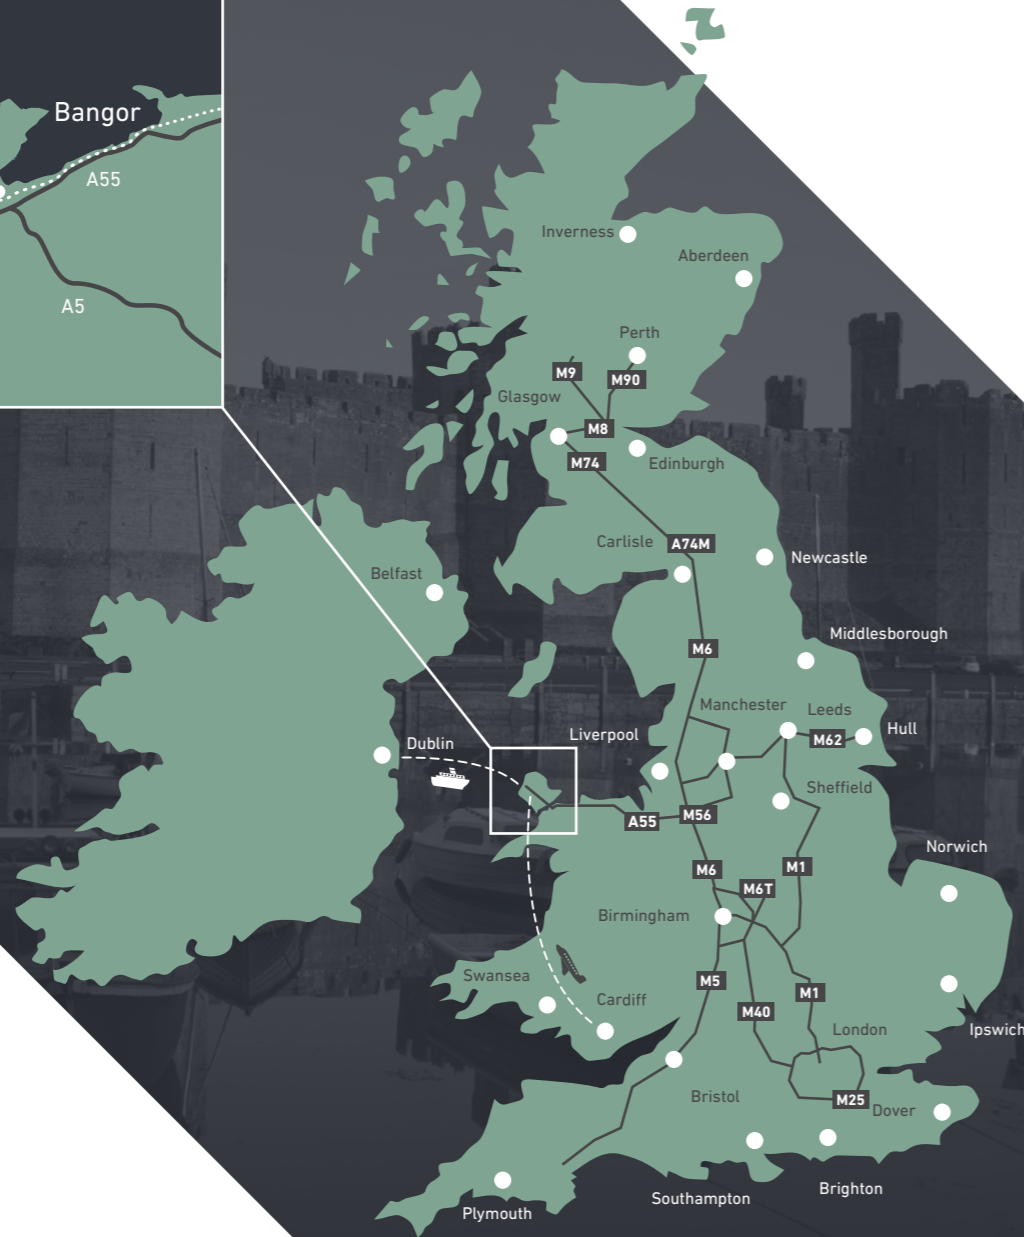 Bangor
A55
A5
Inverness
Aberdeen
Perth
M9
M90
Glasgow
M8
M74
Edinburgh
Carlisle
A74M
Newcastle
Belfast
Middlesborough
M6
Manchester
Leeds
Liverpool
Hull
Dublin
M62
Sheffield
A55
M56
Norwich
M6
M1
M6T
Birmingham
Swansea
M5
Cardiff
M1
M40
London
Ipswich
Bristol
M25
Dover
Southampton
Brighton
Plymouth